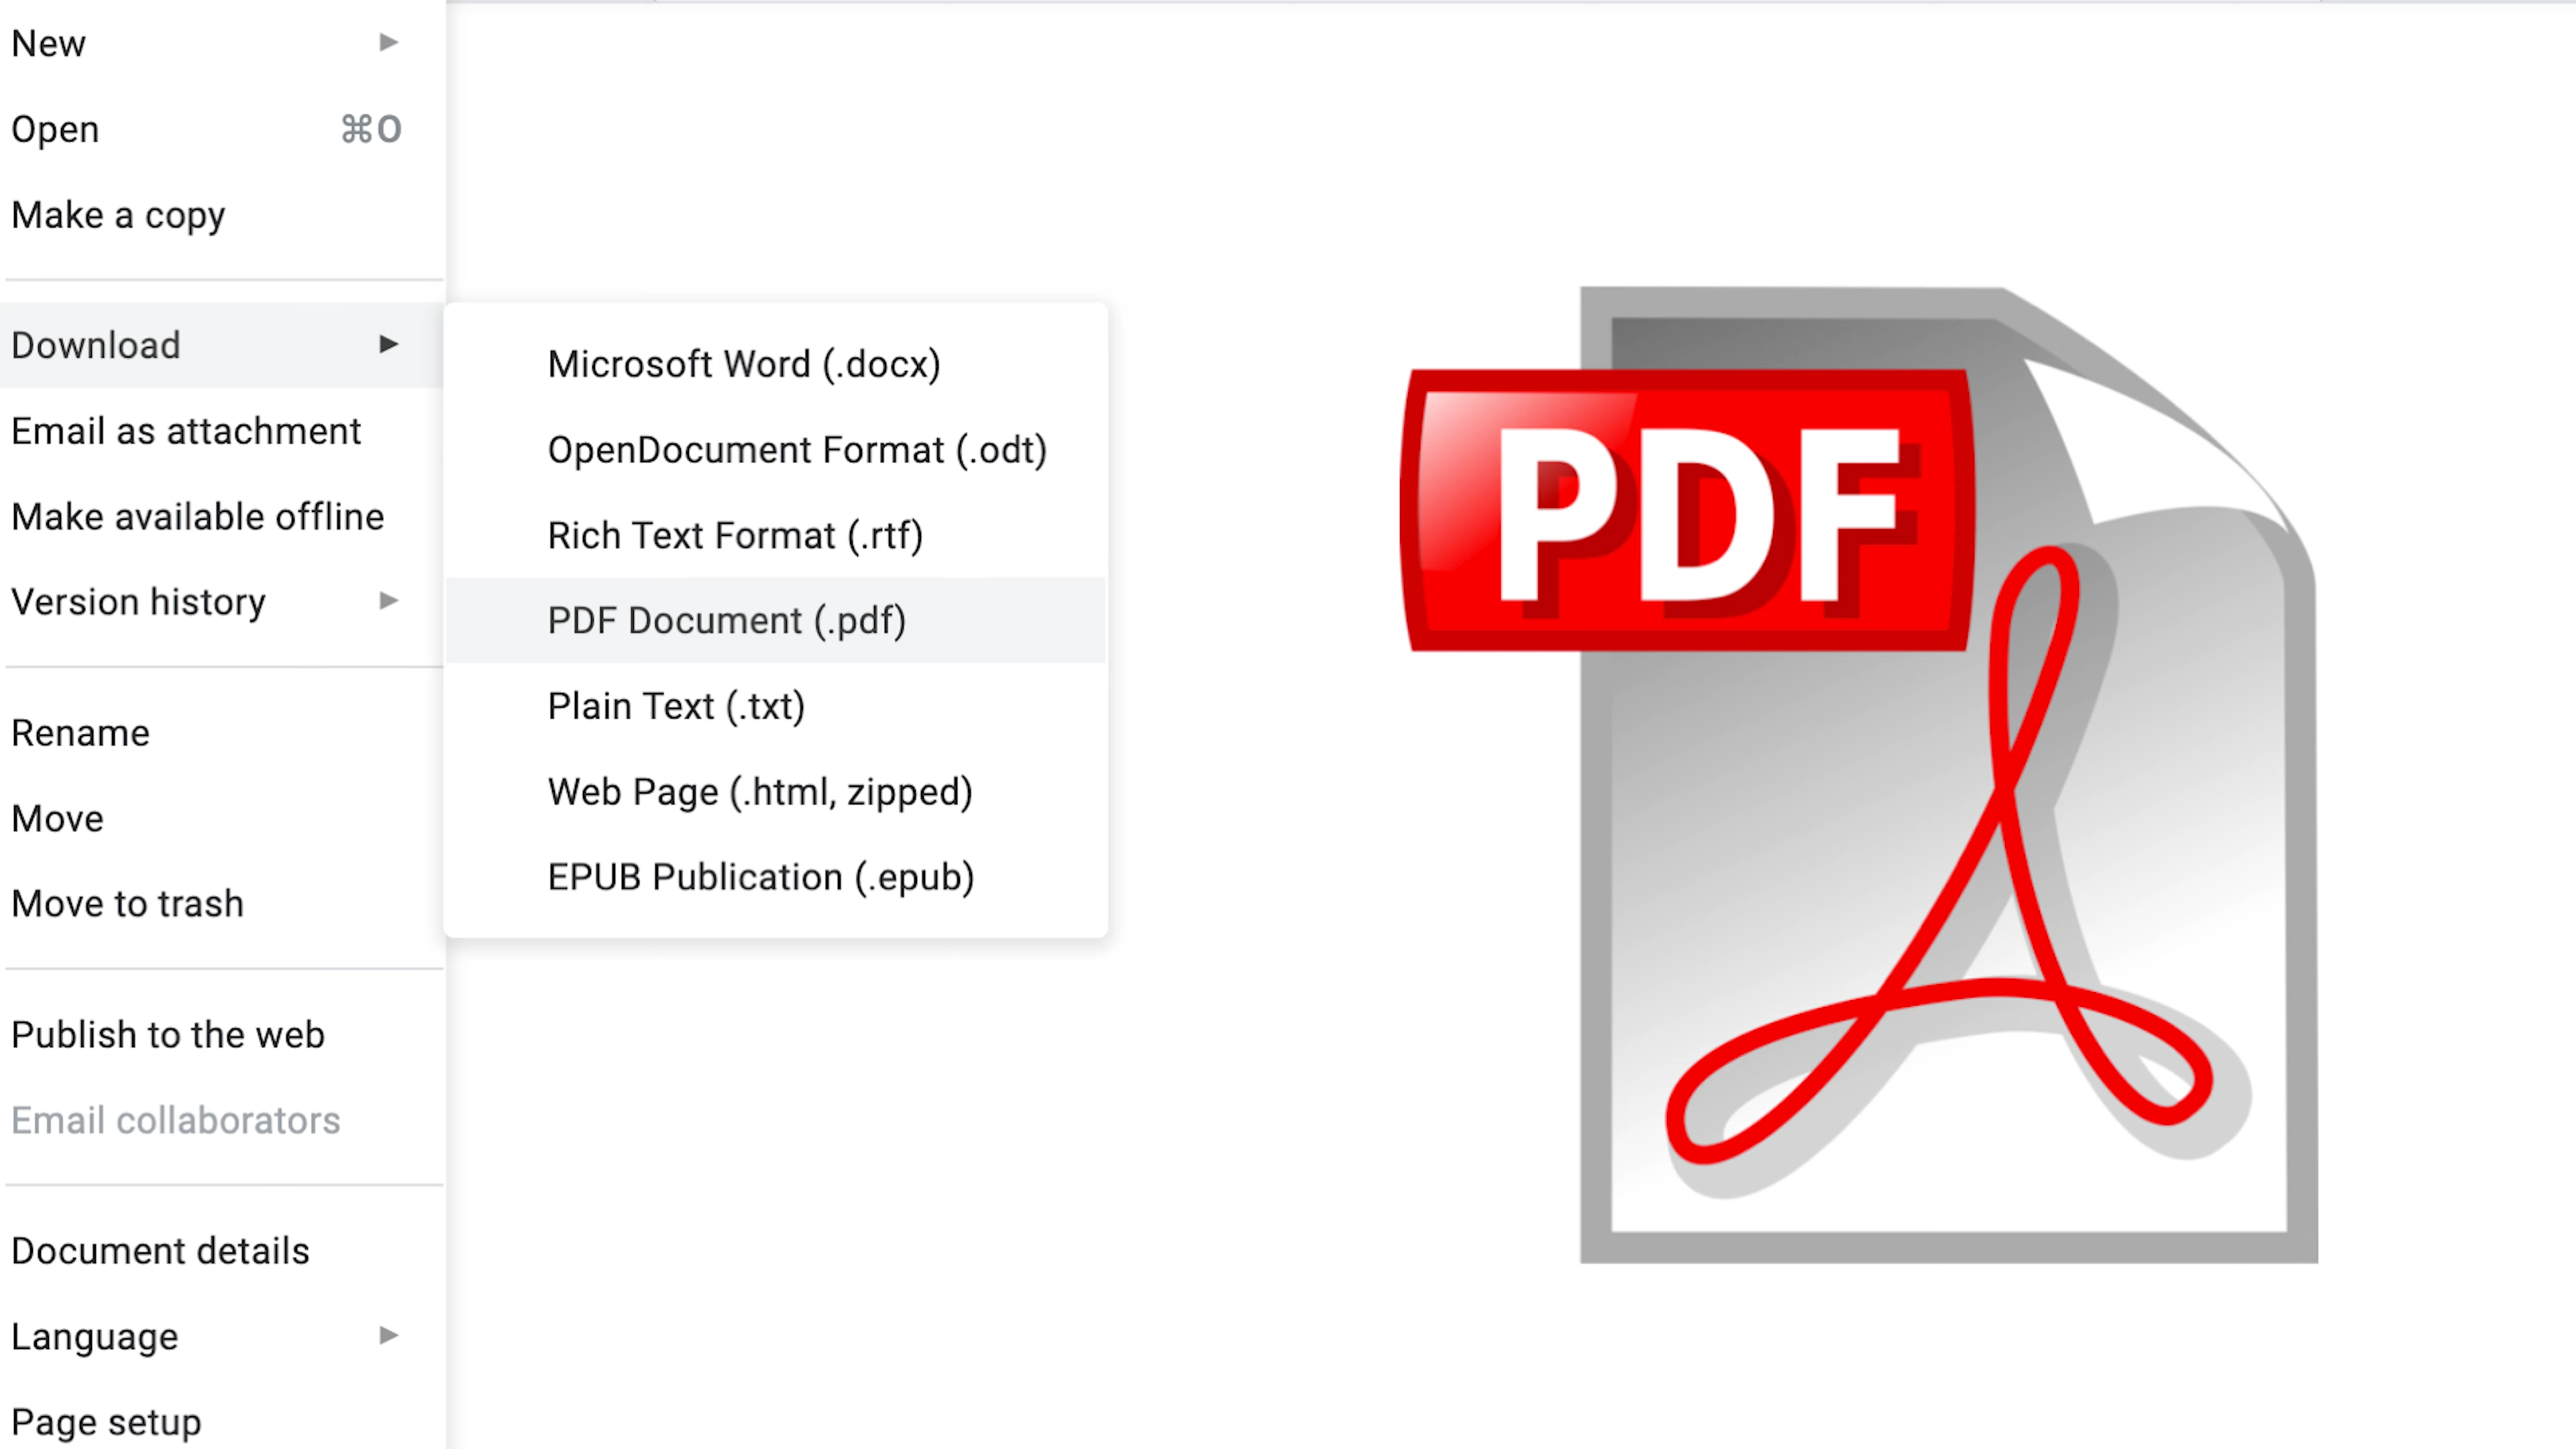 New
Open ⌘O
Make a copy
Download
Email as attachment
Make available offline
Version history
Rename
Move
Move to trash
Publish to the web
Email collaborators
Document details
Language
Page setup
Microsoft Word (.docx)
OpenDocument Format (.odt)
Rich Text Format (.rtf)
PDF Document (.pdf)
Plain Text (.txt)
Web Page (.html, zipped)
EPUB Publication (.epub)
PDF